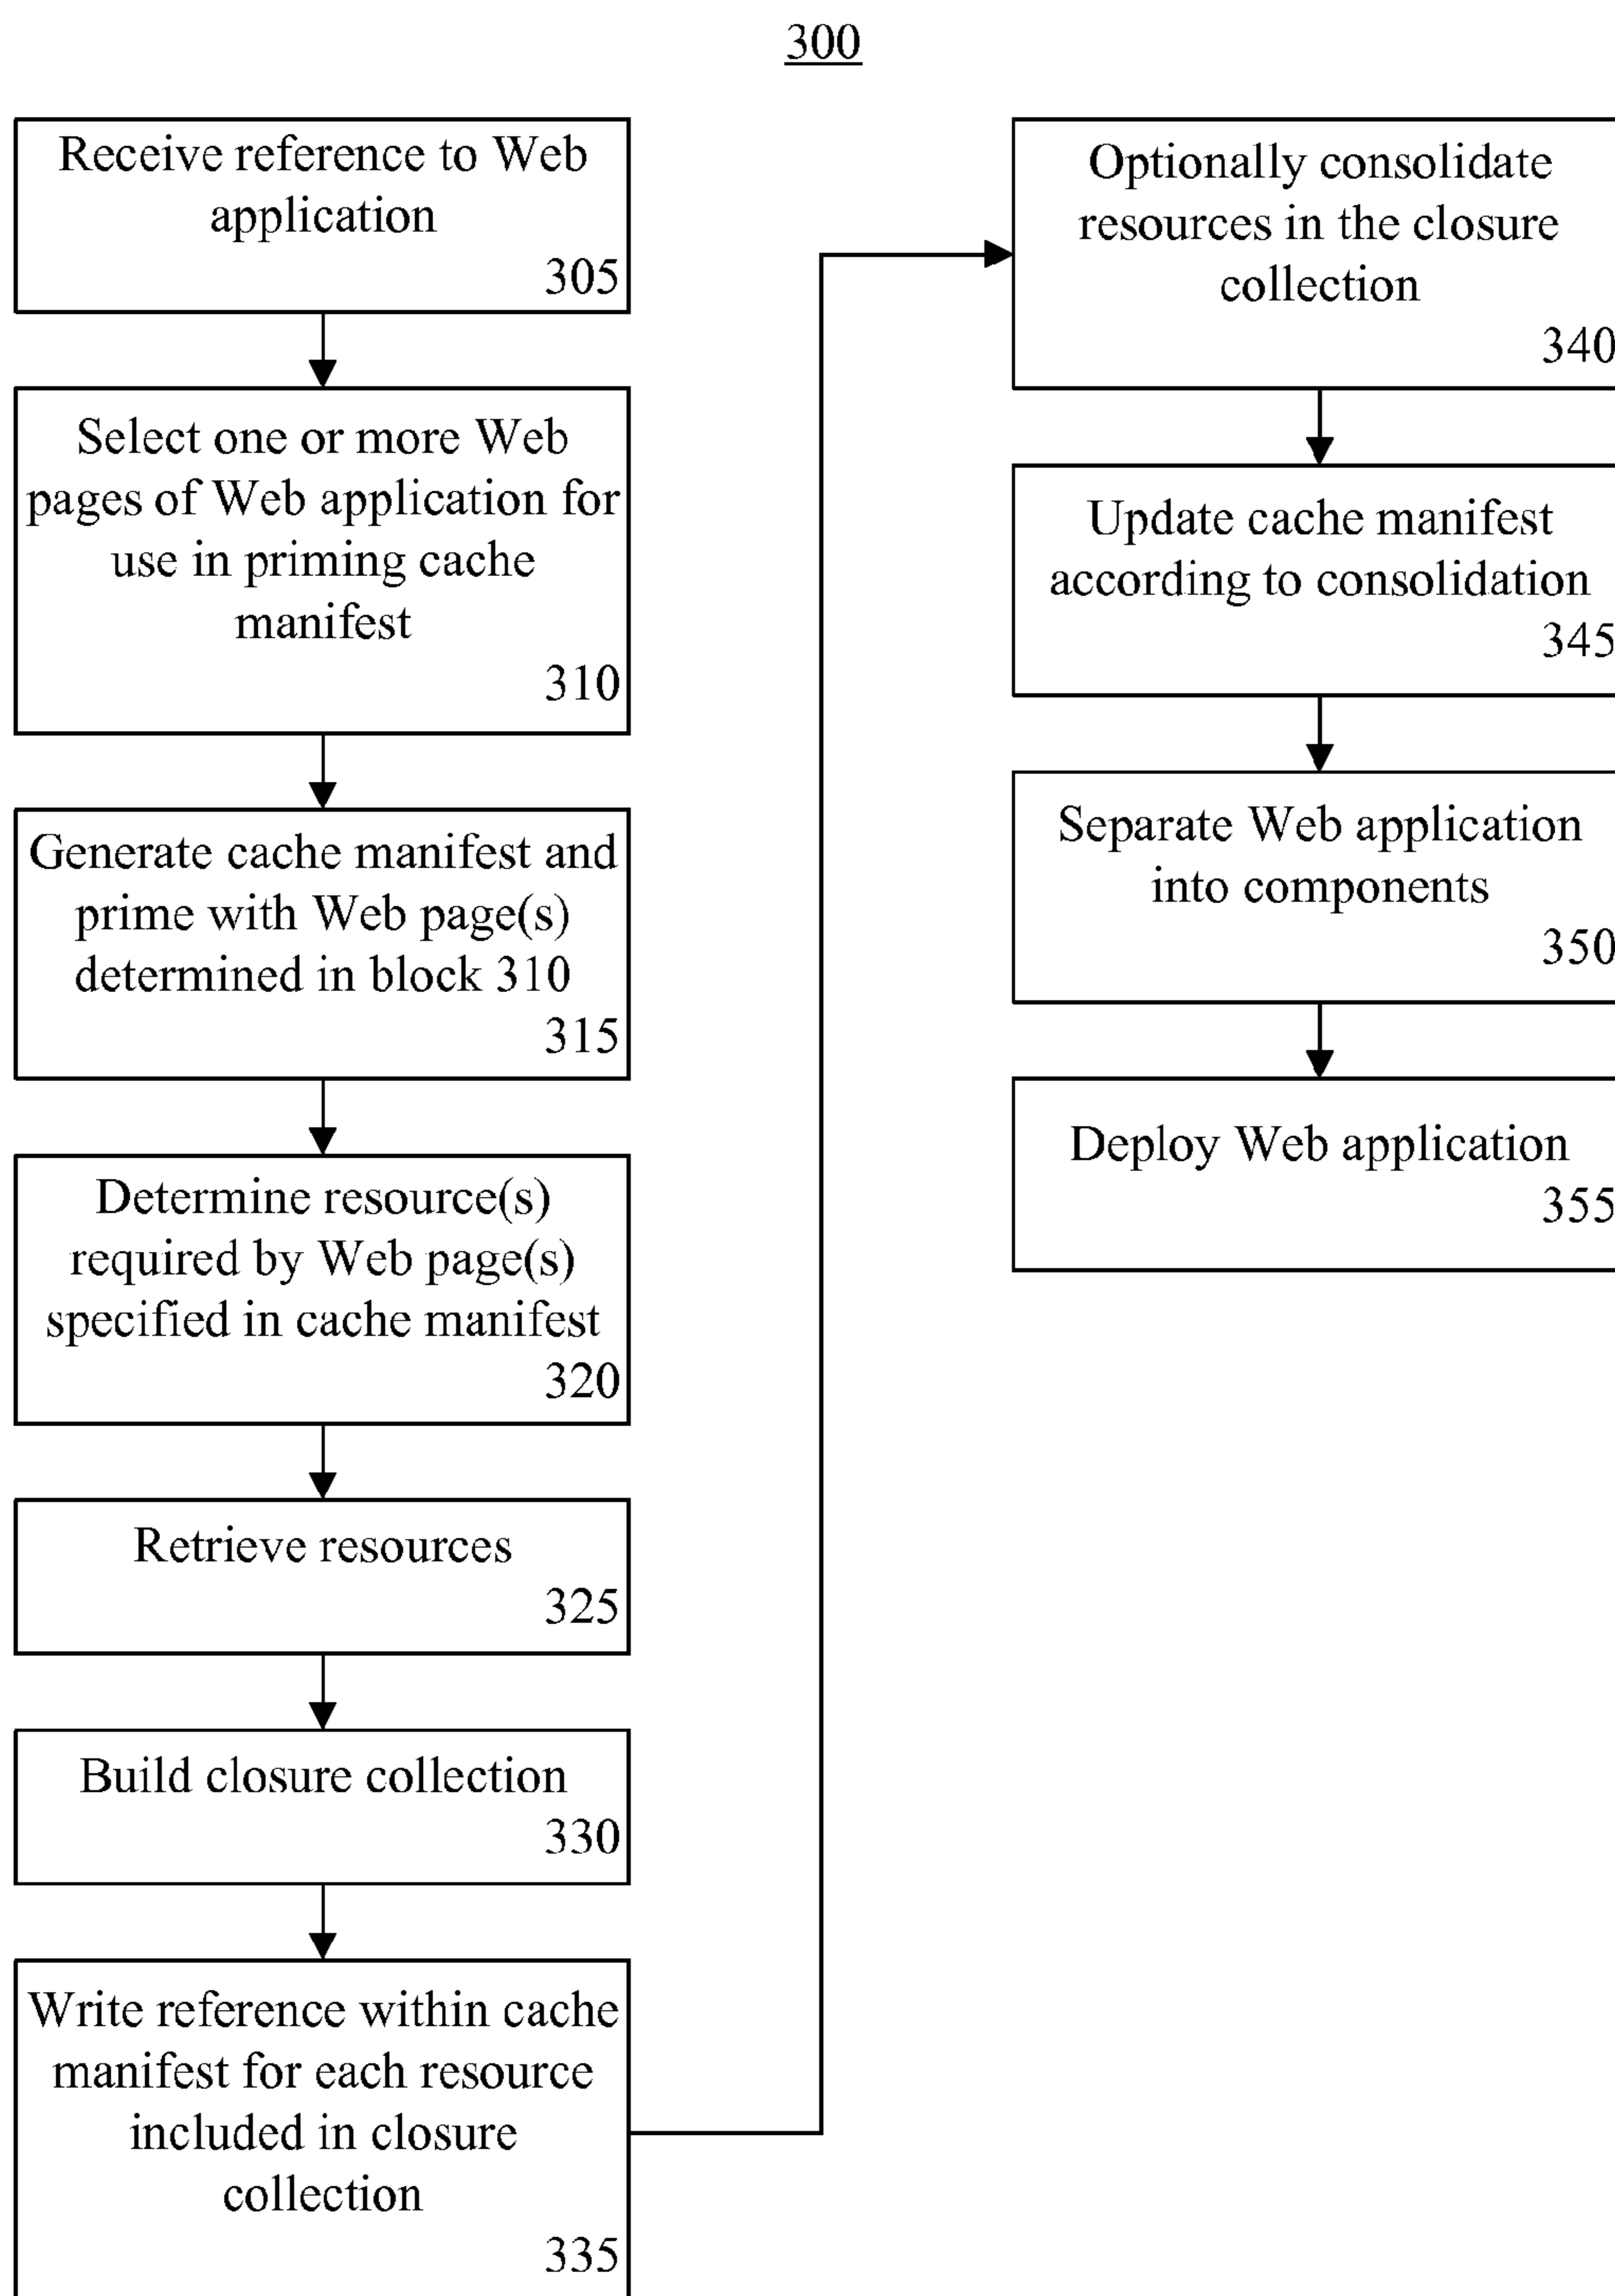 300
Receive reference to Web
application
305
Select one or more Web
pages of Web application for
use in priming cache
manifest
310
Generate cache manifest and
prime with Web page(s)
determined in block 310
315
Determine resource(s)
required by Web page(s)
specified in cache manifest
320
Retrieve resources
325
Build closure collection
330
Write reference within cache
manifest for each resource
included in closure
collection
335
Optionally consolidate
resources in the closure
collection
340
Update cache manifest
according to consolidation
345
Separate Web application
into components
350
Deploy Web application
355